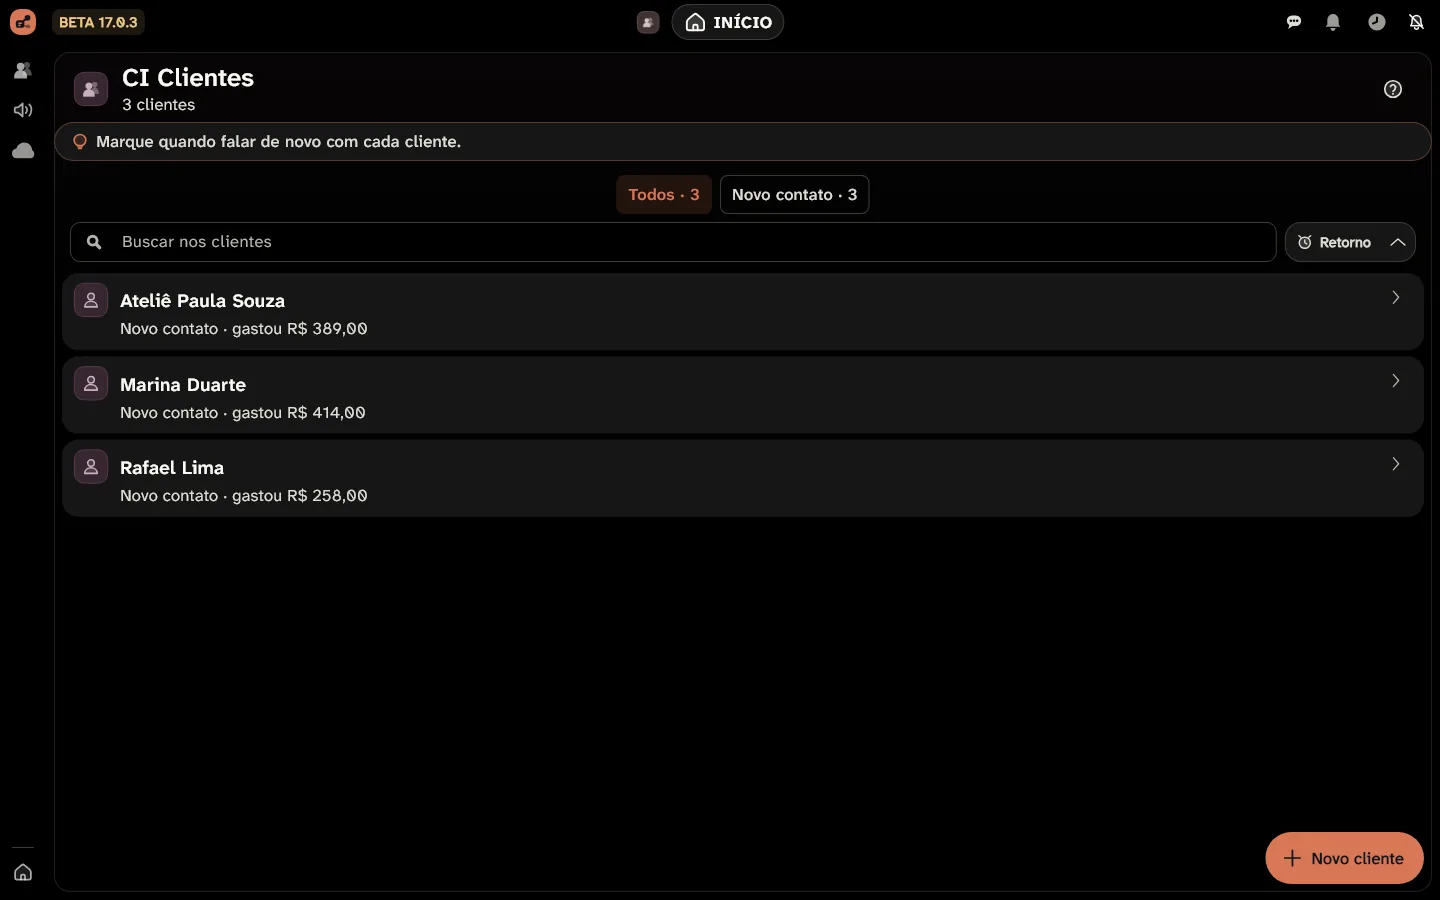 BETA 17.0.3
INÍCIO
CI Clientes
3 clientes
Marque quando falar de novo com cada cliente.
Todos · 3
Novo contato · 3
Buscar nos clientes
Retorno
Ateliê Paula Souza
Novo contato · gastou R$ 389,00
Marina Duarte
Novo contato · gastou R$ 414,00
Rafael Lima
Novo contato · gastou R$ 258,00
Novo cliente